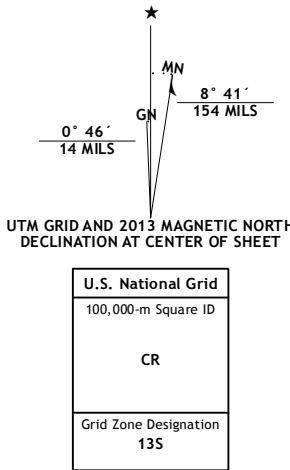 ★
MN
8° 41´
154 MILS
GN
0° 46´
14 MILS
UTM GRID AND 2013 MAGNETIC NORTH
DECLINATION AT CENTER OF SHEET
U.S. National Grid
100,000-m Square ID
CR
Grid Zone Designation
13S